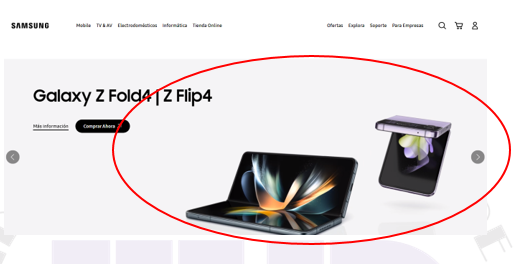 SAMSUNG
Mobile TV & AV Electrodomésticos Informática Tienda Online
Ofertas Explora Soporte Para Empresas
Galaxy Z Fold4 | Z Flip4
Más información
Comprar Ahora